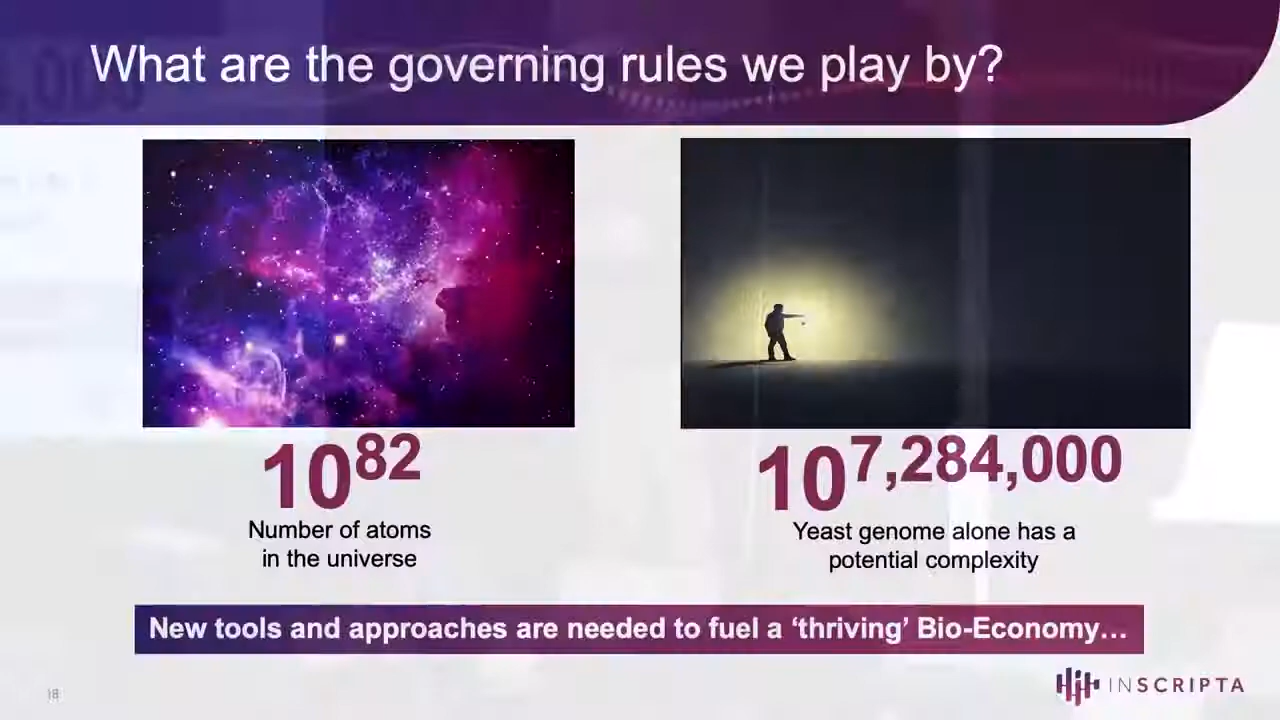 What are the governing rules we play by?
10^82
Number of atoms
in the universe
10^7,284,000
Yeast genome alone has a
potential complexity
New tools and approaches are needed to fuel a ‘thriving’ Bio-Economy…
18
INSCRIPTA